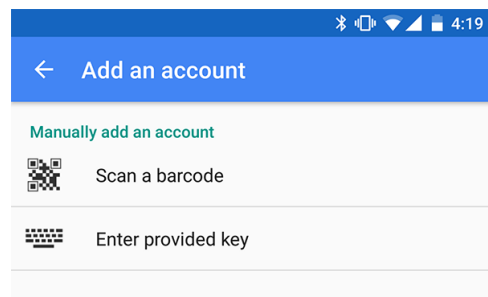 4:19
Add an account
Manually add an account
Scan a barcode
Enter provided key